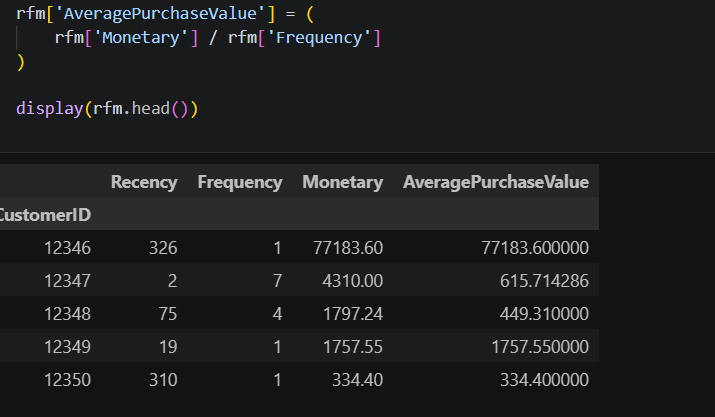 rfm['AveragePurchaseValue'] = (
    rfm['Monetary'] / rfm['Frequency']
)
display(rfm.head())
Recency Frequency Monetary AveragePurchaseValue
CustomerID
12346 326 1 77183.60 77183.600000
12347 2 7 4310.00 615.714286
12348 75 4 1797.24 449.310000
12349 19 1 1757.55 1757.550000
12350 310 1 334.40 334.400000